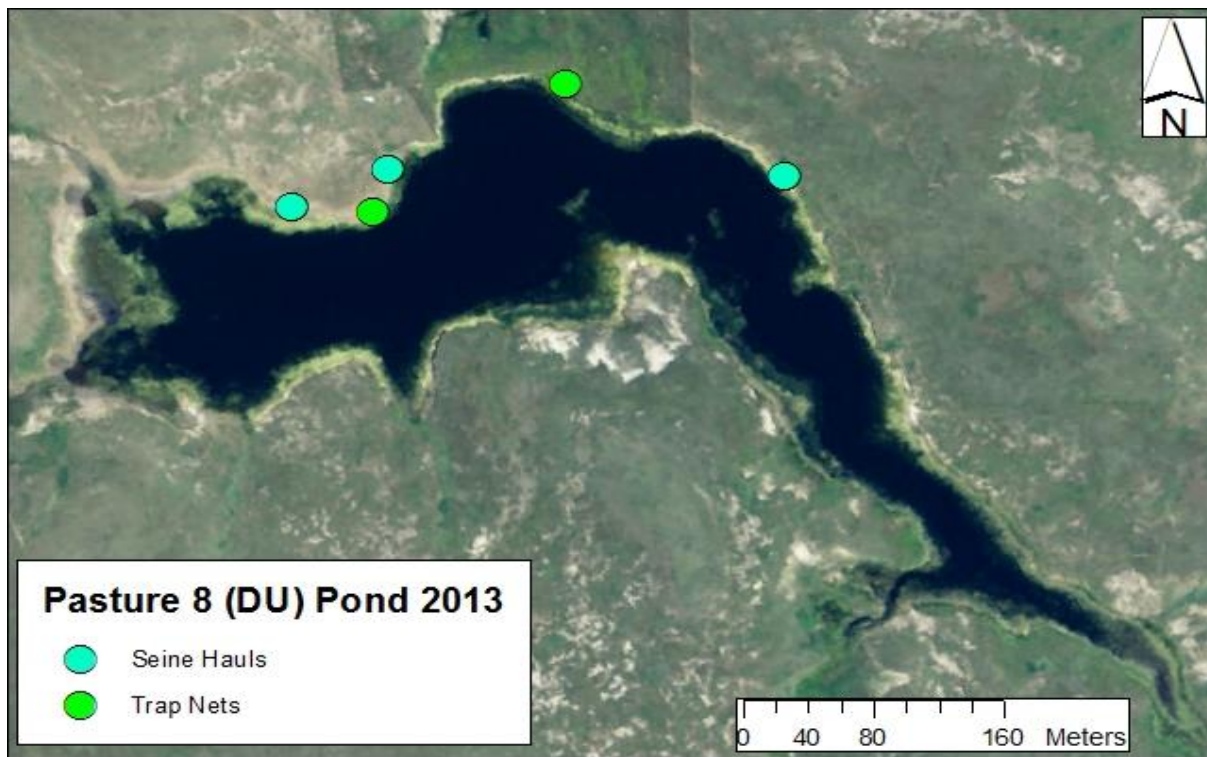 N
Pasture 8 (DU) Pond 2013
Seine Hauls
Trap Nets
0 40 80 160 Meters